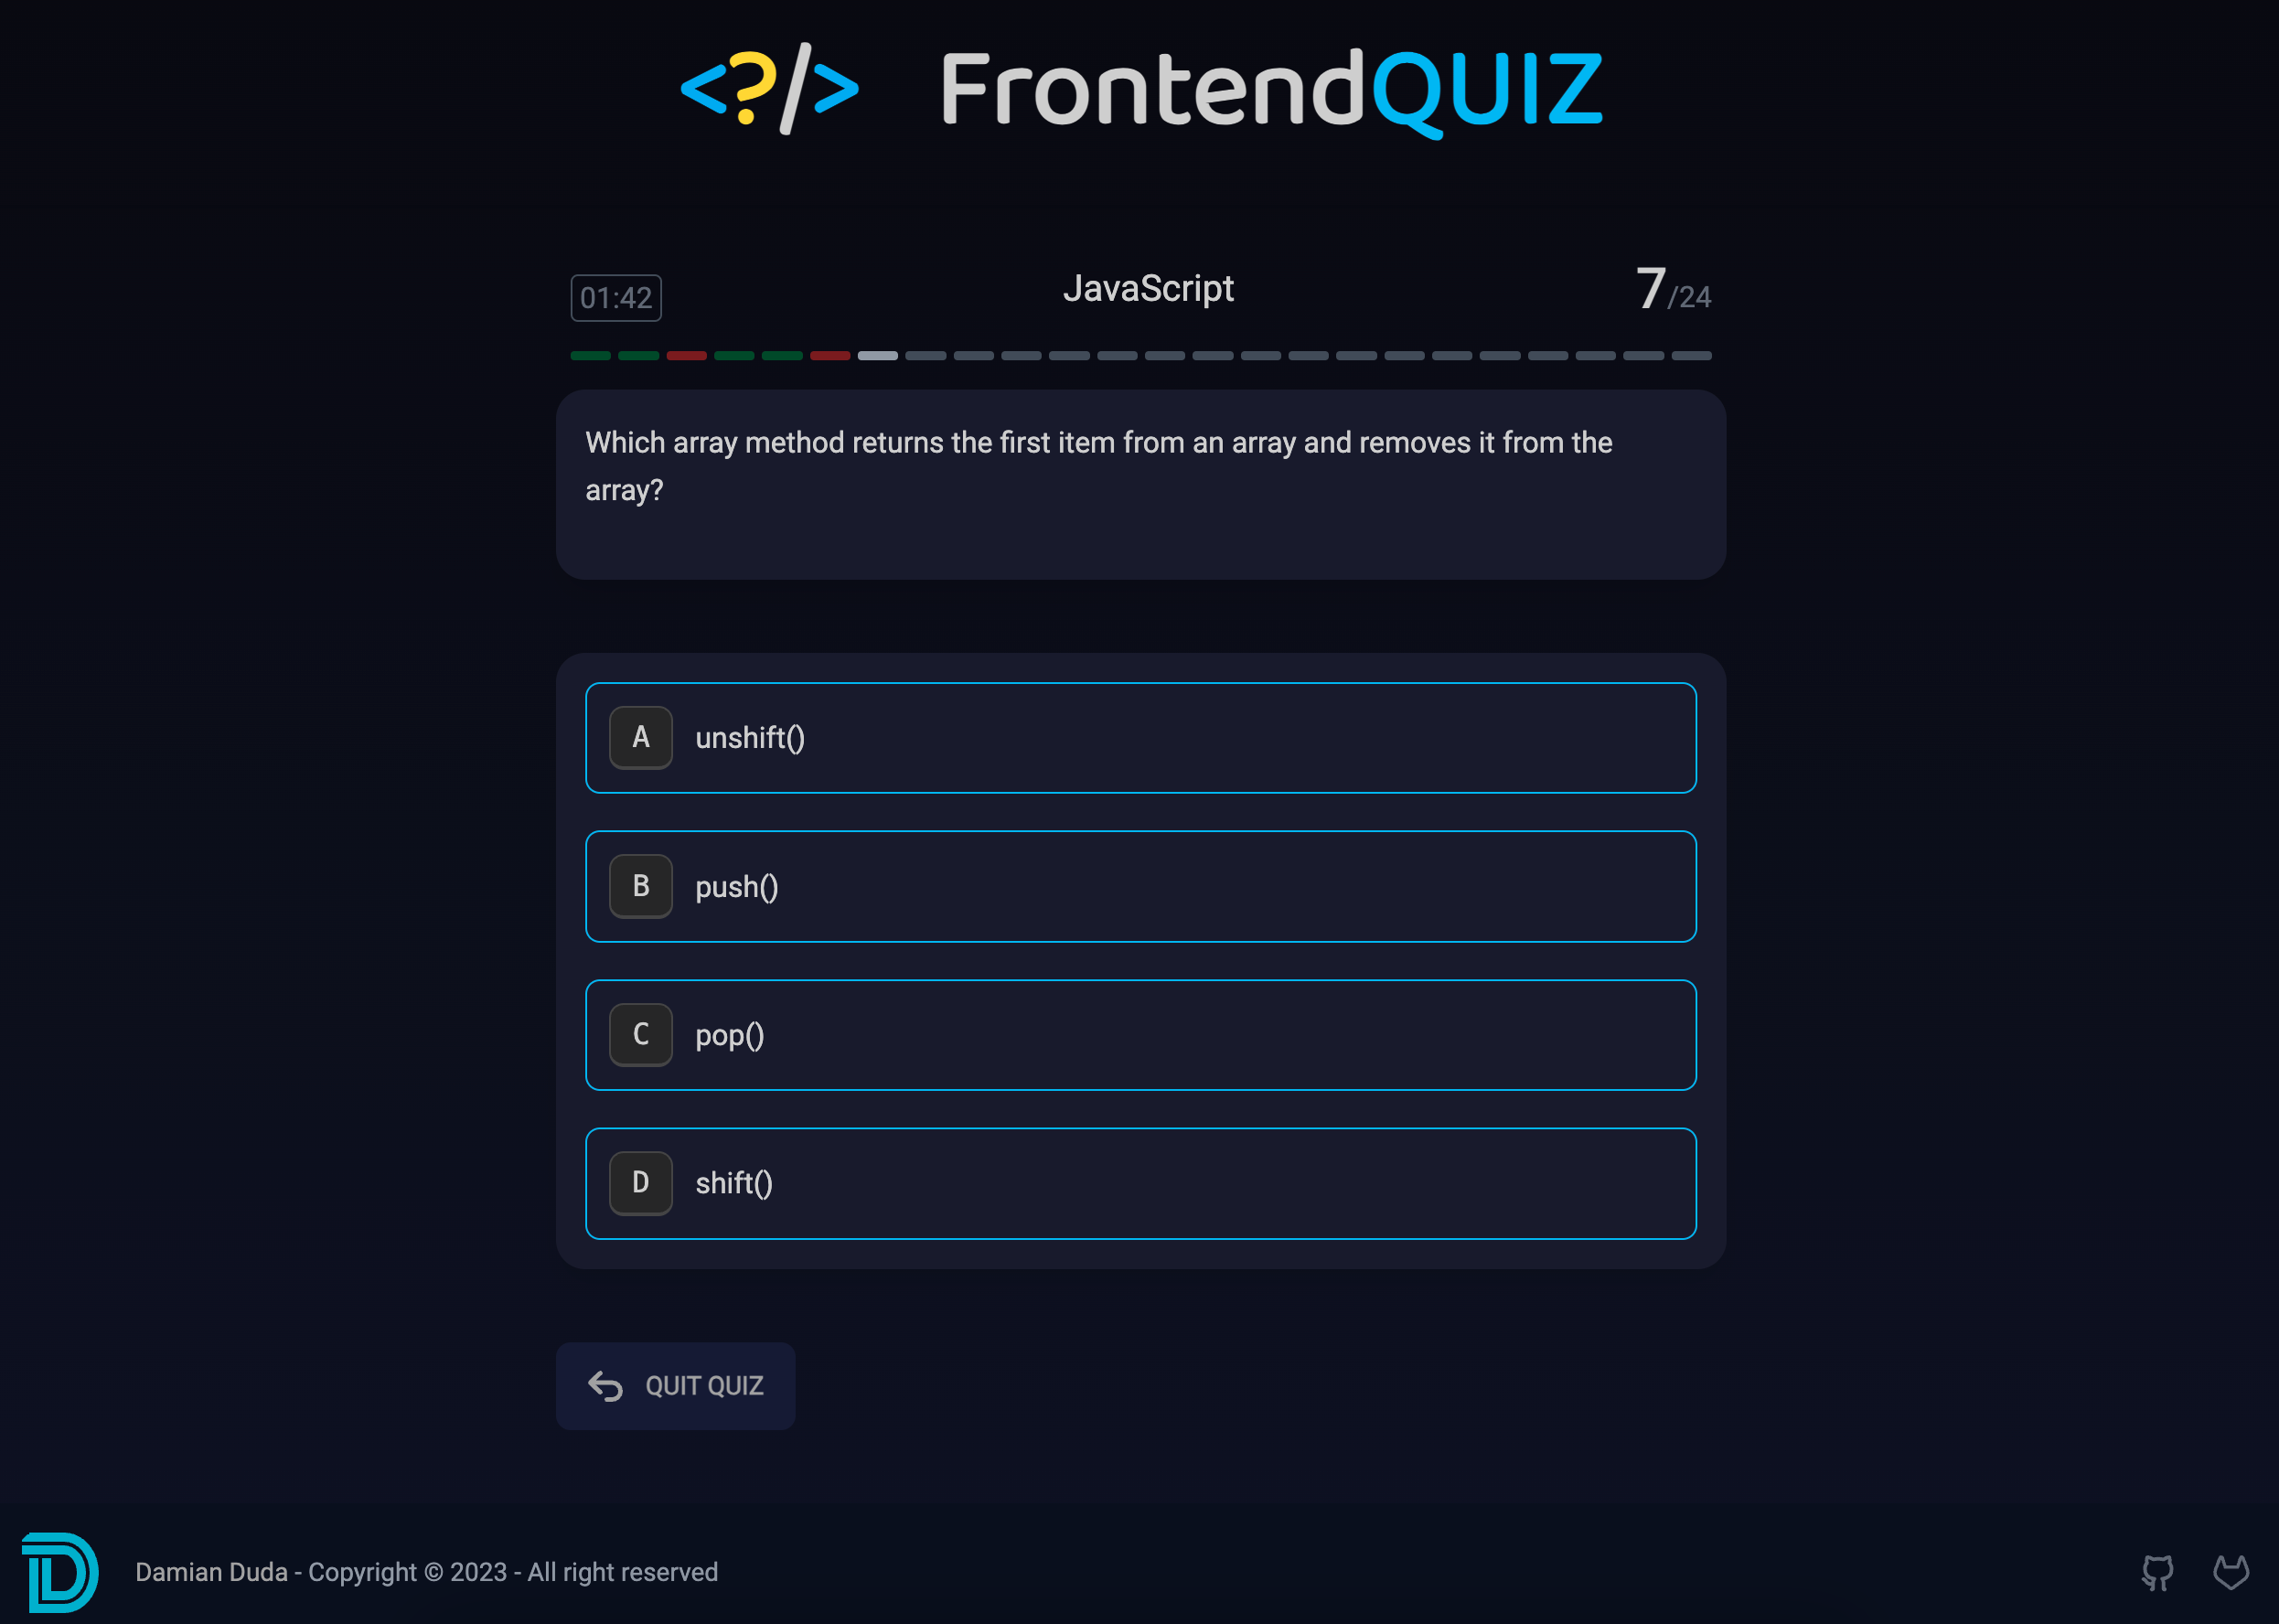 <?/> FrontendQUIZ
01:42
JavaScript
7/24
Which array method returns the first item from an array and removes it from the
array?
A unshift()
B push()
C pop()
D shift()
QUIT QUIZ
Damian Duda - Copyright © 2023 - All right reserved